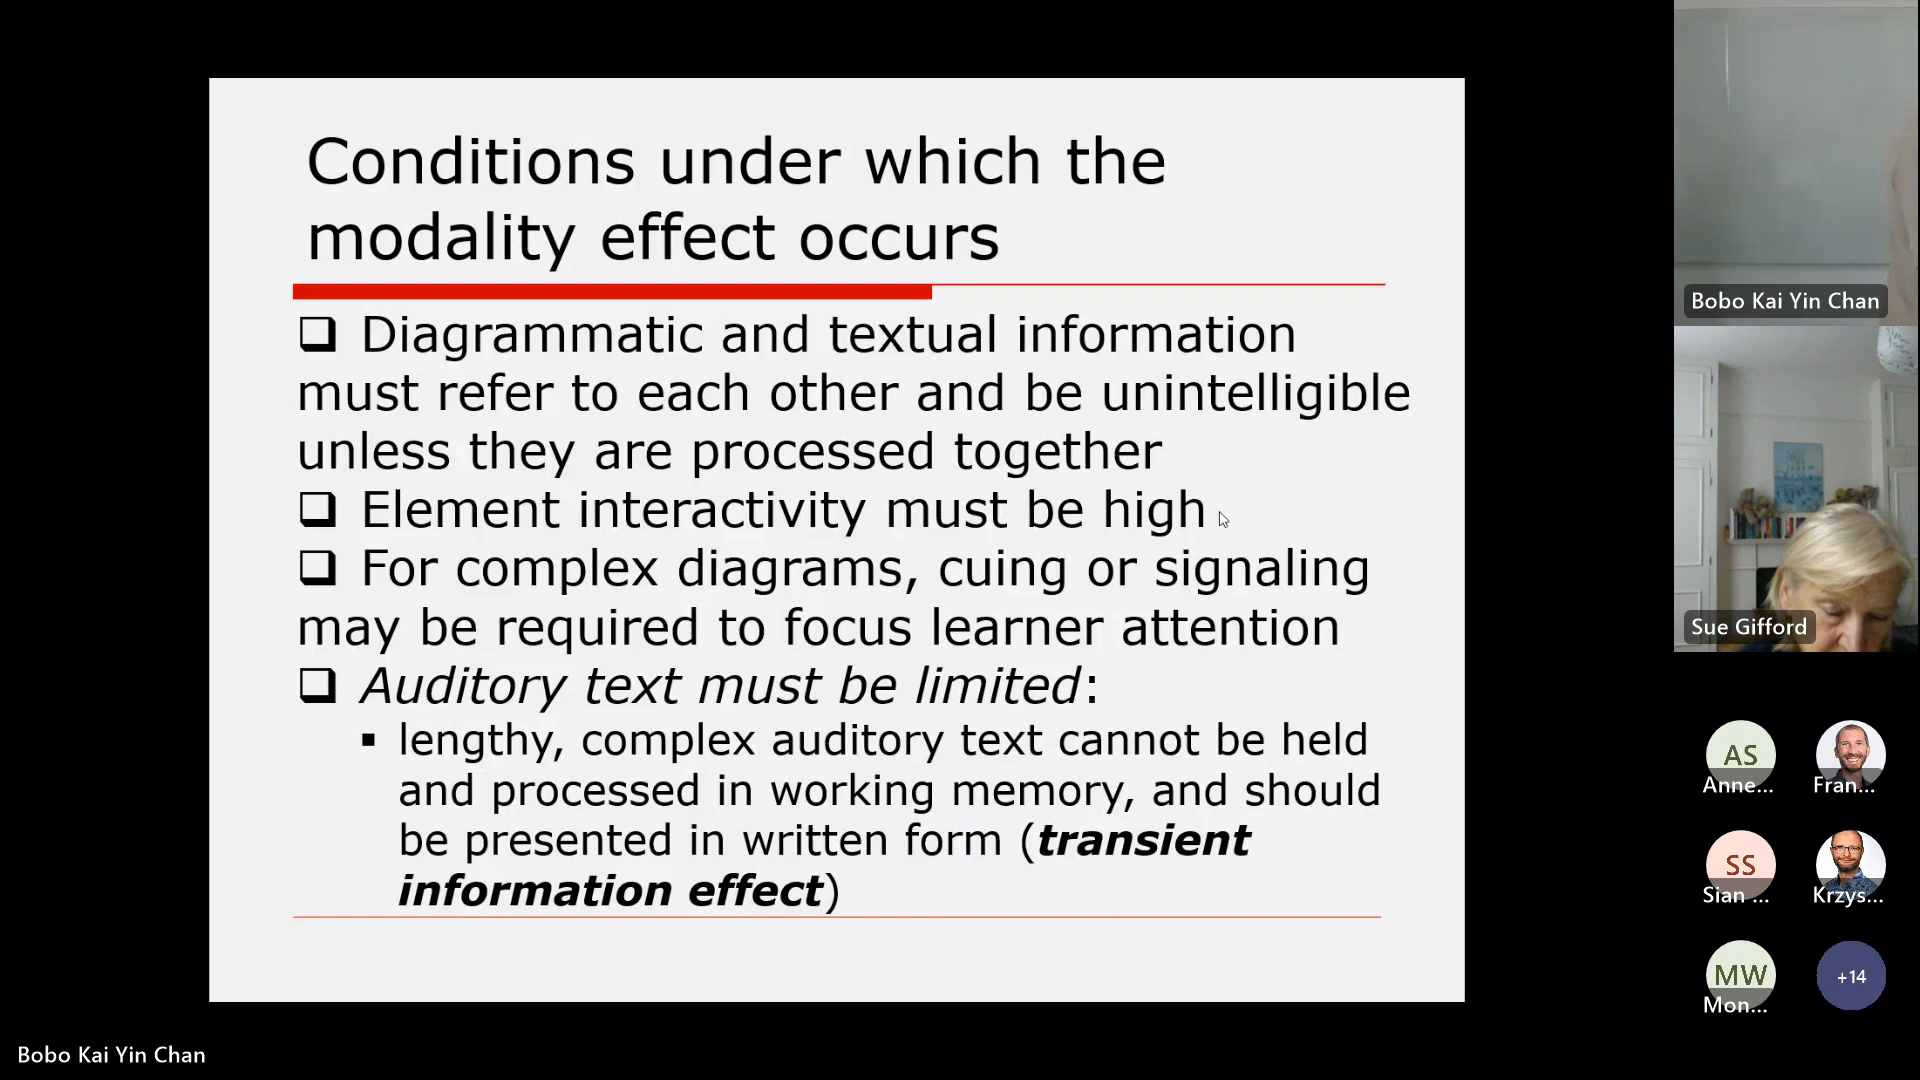 Conditions under which the
modality effect occurs
❑ Diagrammatic and textual information
must refer to each other and be unintelligible
unless they are processed together
❑ Element interactivity must be high
❑ For complex diagrams, cuing or signaling
may be required to focus learner attention
❑ Auditory text must be limited:
▪ lengthy, complex auditory text cannot be held
and processed in working memory, and should
be presented in written form (transient
information effect)
Bobo Kai Yin Chan
Sue Gifford
AS
Anne...
Fran...
SS
Sian ...
Krzys...
MW
Mon...
+14
Bobo Kai Yin Chan